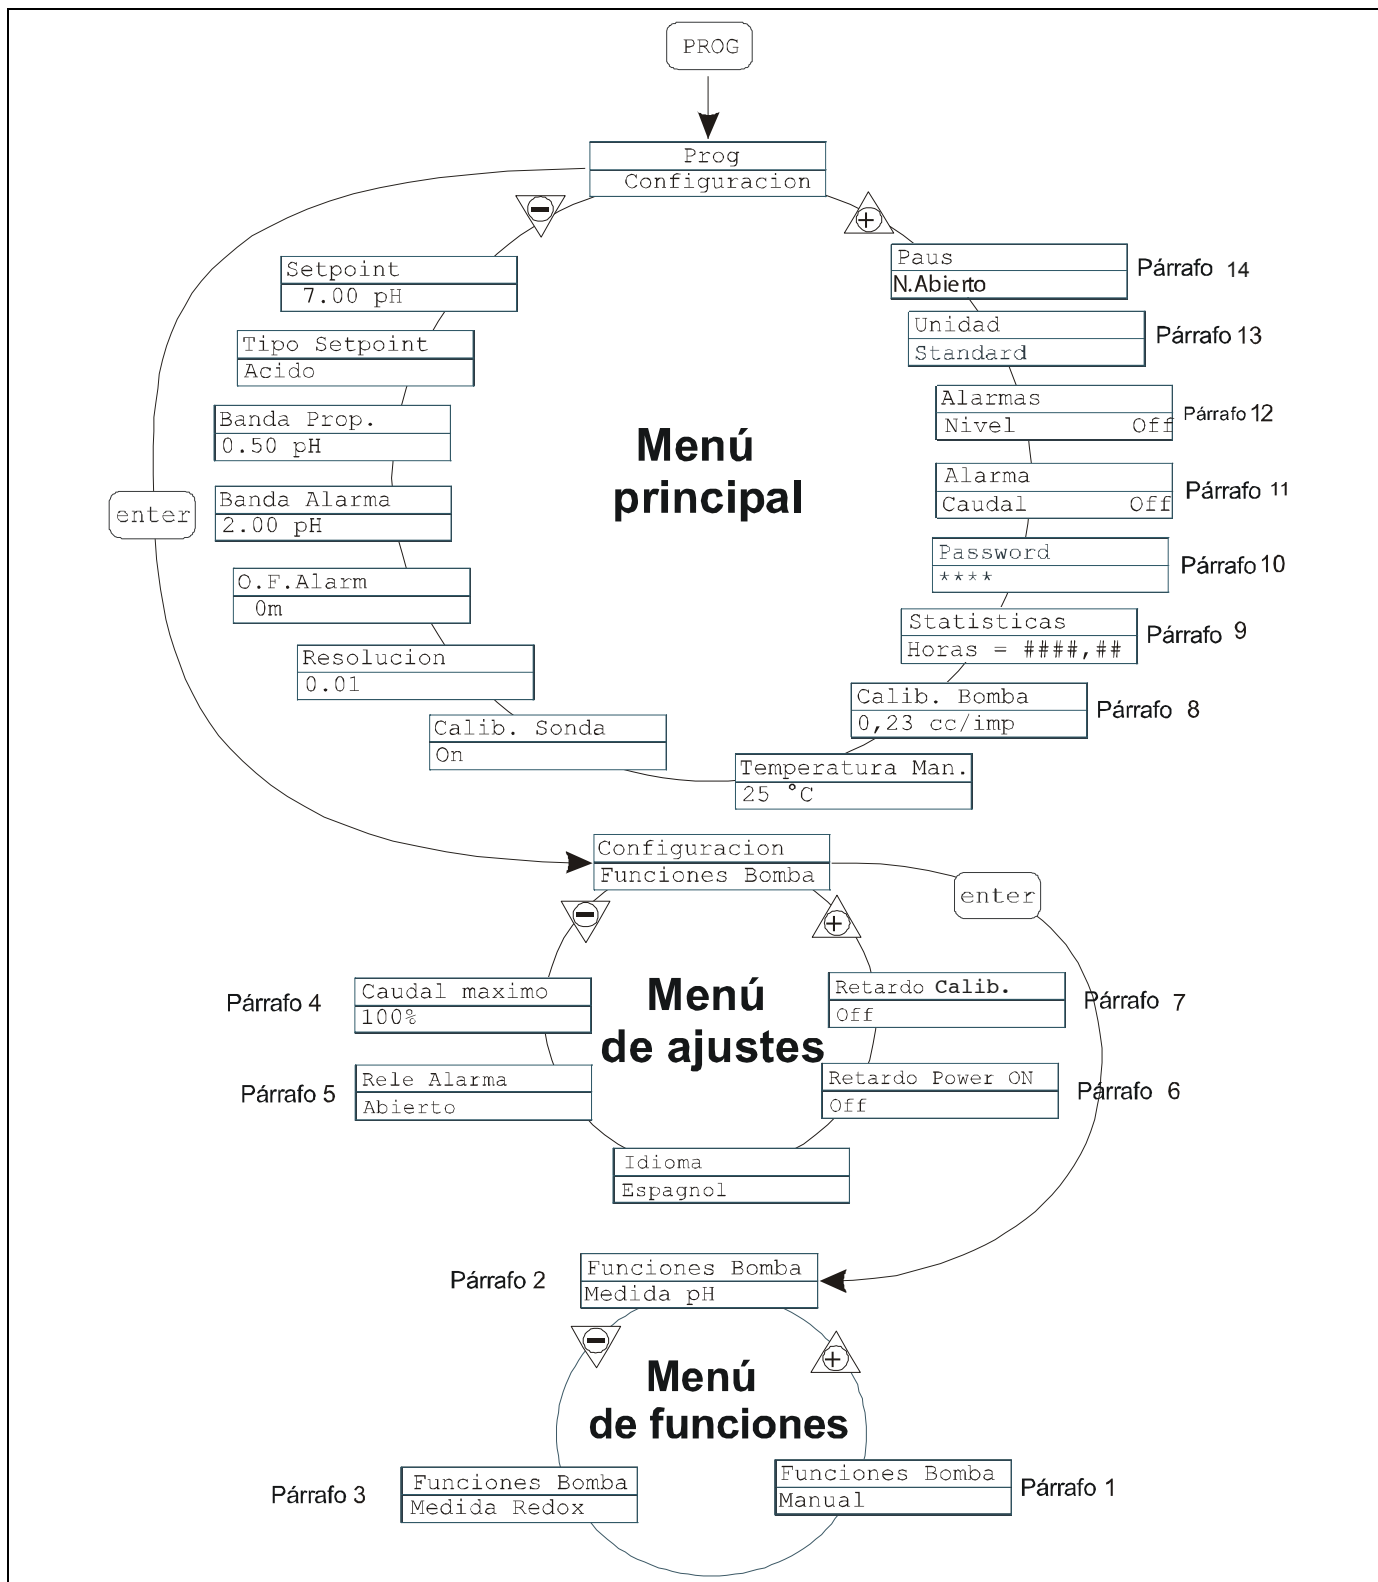 PROG
Prog
Configuracion
Setpoint
7.00 pH
Tipo Setpoint
Acido
Banda Prop.
0.50 pH
Banda Alarma
2.00 pH
O.F.Alarm
0m
Resolucion
0.01
Calib. Sonda
On
enter
Menú
principal
Paus
N.Abierto
Párrafo 14
Unidad
Standard
Párrafo 13
Alarmas
Nivel Off
Párrafo 12
Alarma
Caudal Off
Párrafo 11
Password
****
Párrafo 10
Statisticas
Horas = ####,##
Párrafo 9
Calib. Bomba
0,23 cc/imp
Párrafo 8
Temperatura Man.
25 °C
Configuracion
Funciones Bomba
enter
Menú
de ajustes
Párrafo 4
Caudal maximo
100%
Párrafo 5
Rele Alarma
Abierto
Retardo Calib.
Off
Párrafo 7
Retardo Power ON
Off
Párrafo 6
Idioma
Espagnol
Párrafo 2
Funciones Bomba
Medida pH
Menú
de funciones
Párrafo 3
Funciones Bomba
Medida Redox
Funciones Bomba
Manual
Párrafo 1